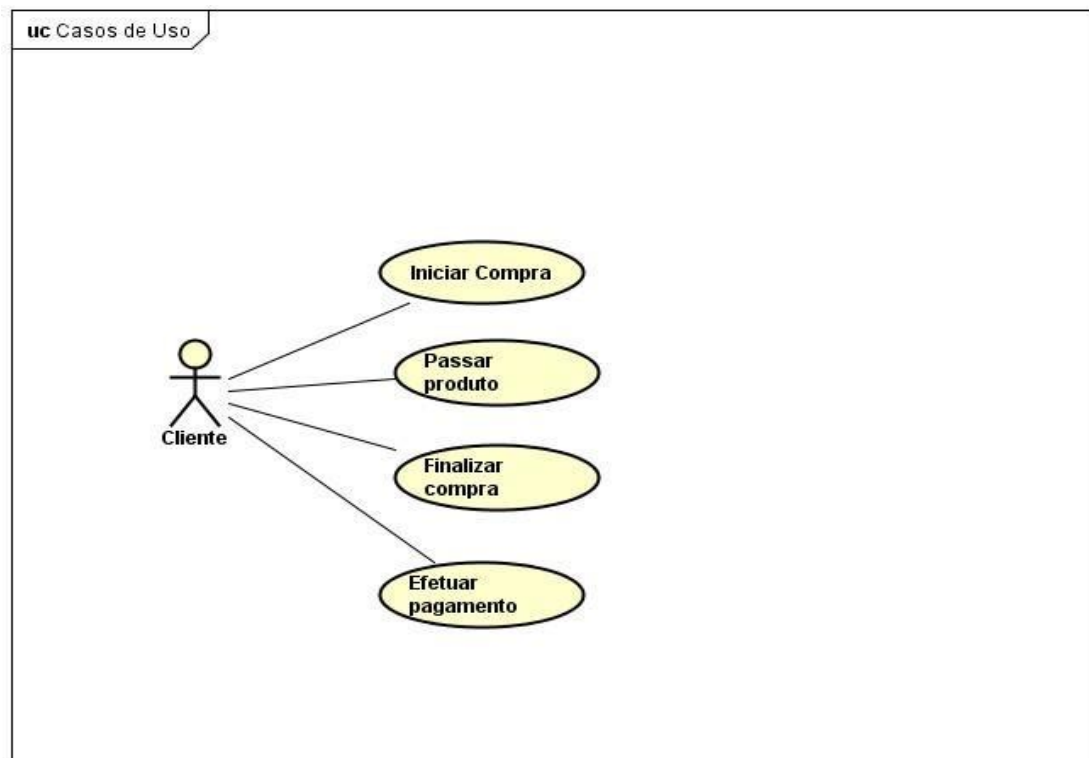 uc Casos de Uso
Iniciar Compra
Passar
produto
Cliente
Finalizar
compra
Efetuar
pagamento